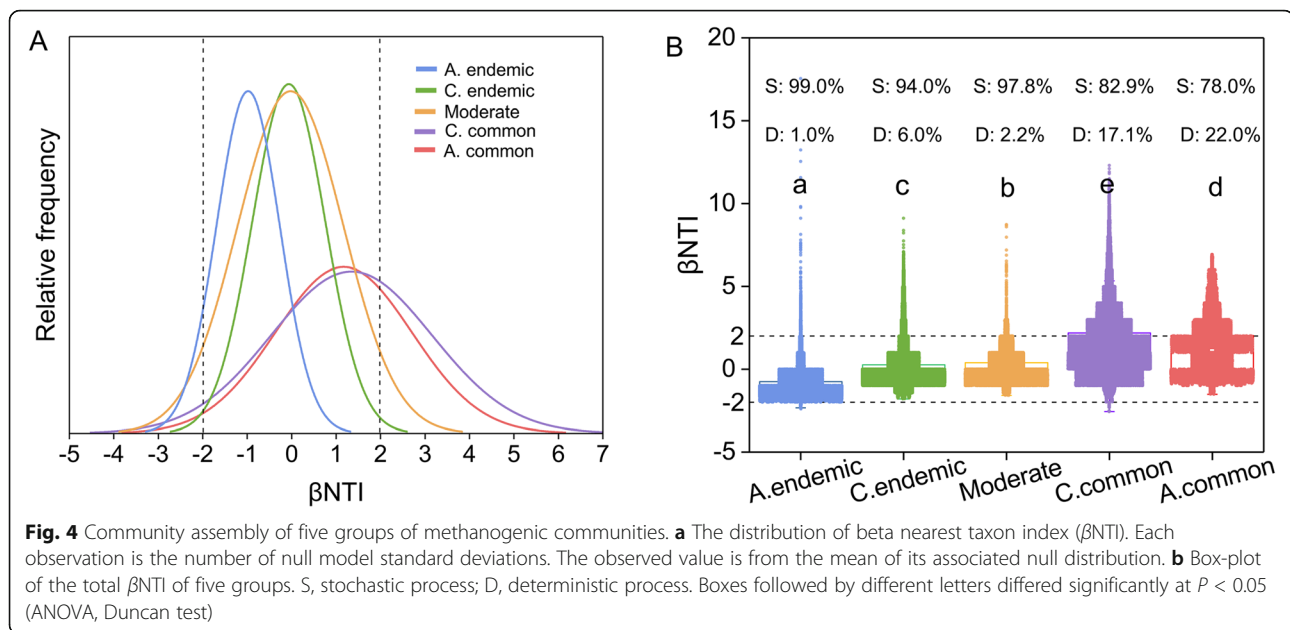 A
A. endemic
C. endemic
Moderate
C. common
A. common
Relative frequency
-5 -4 -3 -2 -1 0 1 2 3 4 5 6 7
βNTI
B
20
15
10
5
2
0
-2
-5
βNTI
S: 99.0% S: 94.0% S: 97.8% S: 82.9% S: 78.0%
D: 1.0% D: 6.0% D: 2.2% D: 17.1% D: 22.0%
a c b e d
A.endemic C.endemic Moderate C.common A.common
Fig. 4 Community assembly of five groups of methanogenic communities. a The distribution of beta nearest taxon index (βNTI). Each
observation is the number of null model standard deviations. The observed value is from the mean of its associated null distribution. b Box-plot
of the total βNTI of five groups. S, stochastic process; D, deterministic process. Boxes followed by different letters differed significantly at P < 0.05
(ANOVA, Duncan test)